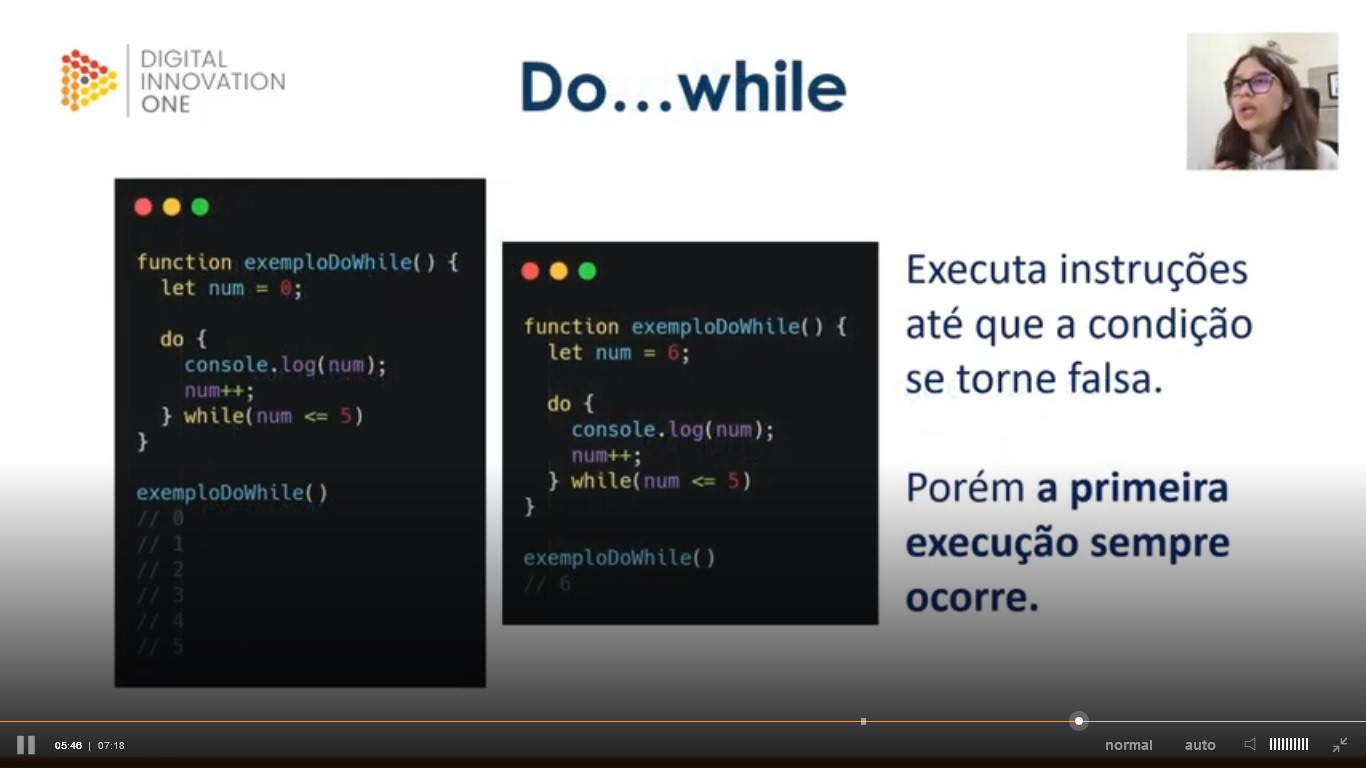 DIGITAL
INNOVATION
ONE
Do...while
function exemploDoWhile() {
let num = 0;
do {
console.log(num);
num++;
} while(num <= 5)
}
exemploDoWhile()
// 0
// 1
// 2
// 3
// 4
// 5
function exemploDoWhile() {
let num = 6;
do {
console.log(num);
num++;
} while(num <= 5)
}
exemploDoWhile()
// 6
Executa instruções
até que a condição
se torne falsa.
Porém a primeira
execução sempre
ocorre.
05:46 | 07:18
normal
auto